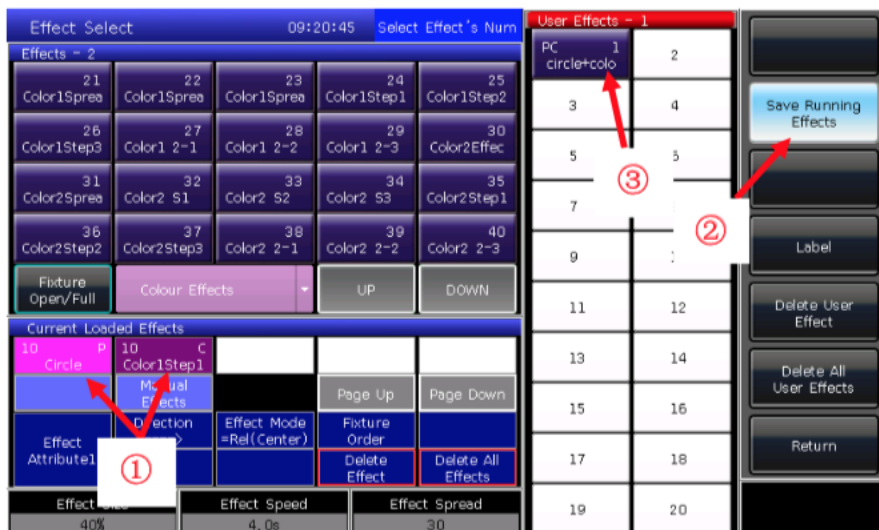 Effect Select 09:20:45 Select Effect's Num
Effects - 2
21 22 23 24 25
Color1Sprea Color1Sprea Color1Sprea Color1Step1 Color1Step2
26 27 28 29 30
Color1Step3 Color1 2-1 Color1 2-2 Color1 2-3 Color2Effec
31 32 33 34 35
Color2Sprea Color2 S1 Color2 S2 Color2 S3 Color2Step1
36 37 38 39 40
Color2Step2 Color2Step3 Color2 2-1 Color2 2-2 Color2 2-3
Fixture
Open/Full
Colour Effects UP DOWN
Current Loaded Effects
10 P
Circle
10 C
Color1Step1
Manual
Effects
Page Up Page Down
Effect
Attribute1
Effect Mode
=Rel(Center)
Fixture
Order
Delete
Effect
Delete All
Effects
①
Effect
40%
Effect Speed
4.0s
Effect Spread
30
User Effects - 1
PC 1
circle+colo
2
3 4
5
7
9
11 12
13 14
15 16
17 18
19 20
③
②
Save Running
Effects
Label
Delete User
Effect
Delete All
User Effects
Return